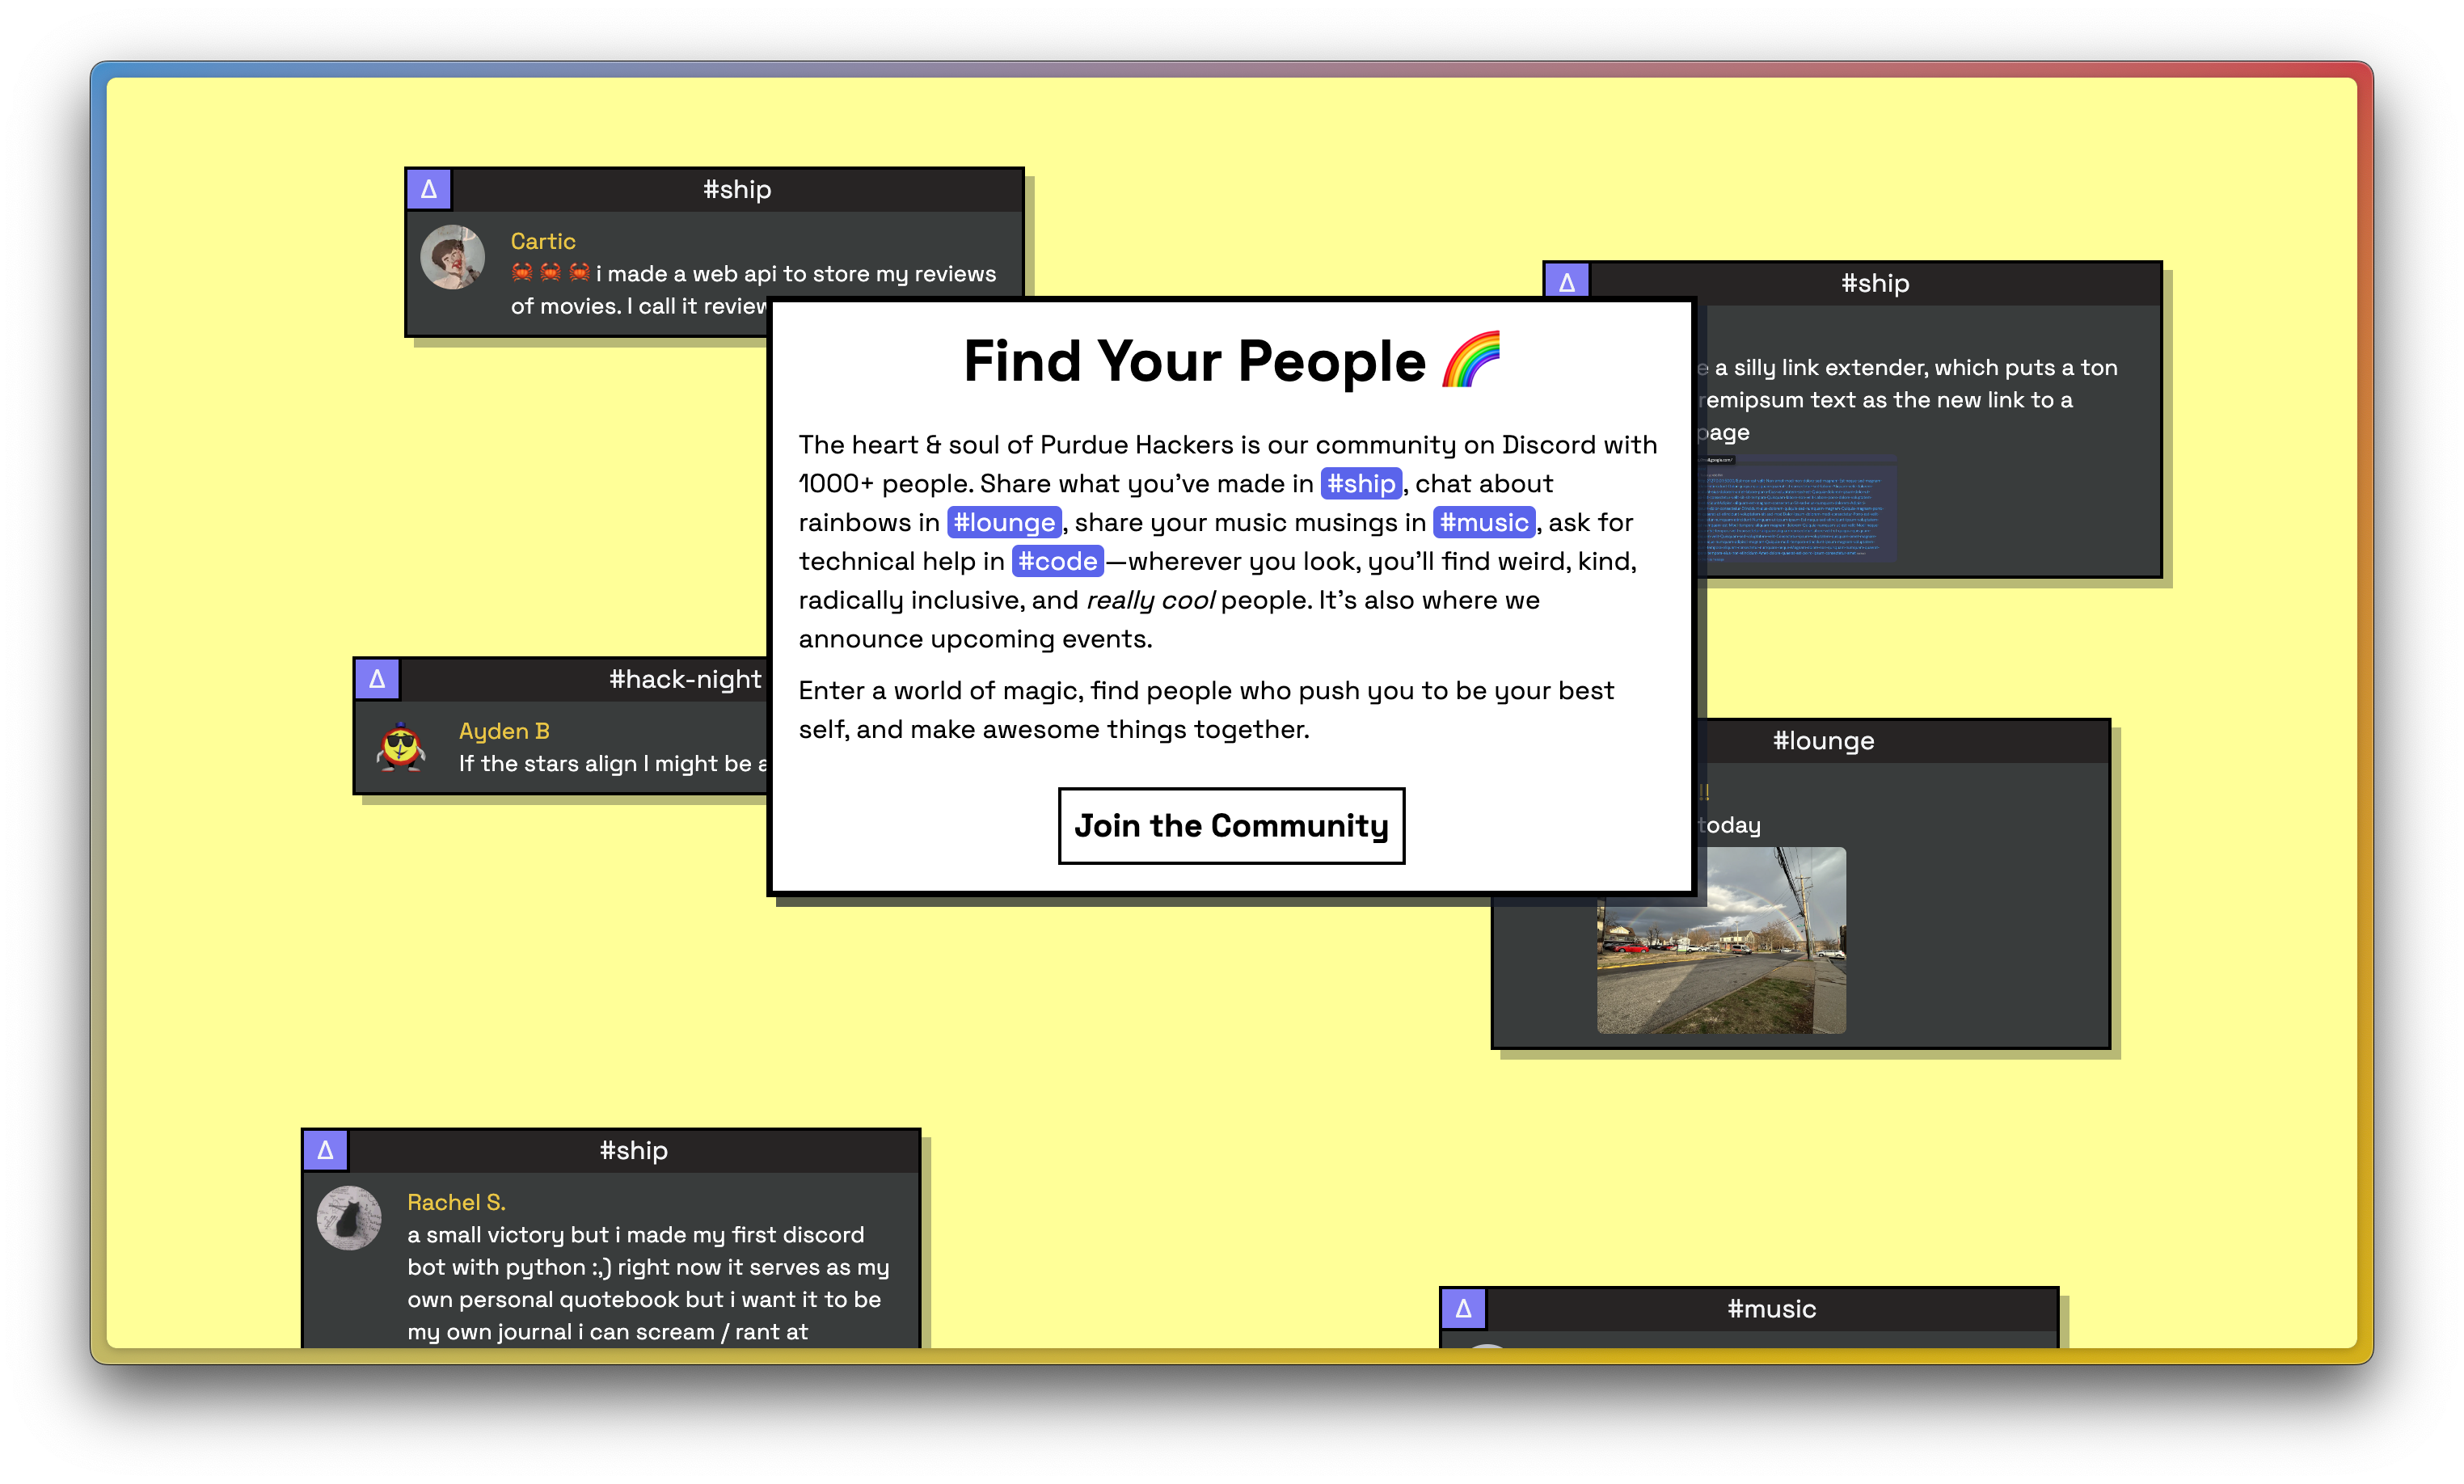 Δ #ship
Cartic
🦀 🦀 🦀 i made a web api to store my reviews
of movies. I call it review
Δ #ship
a silly link extender, which puts a ton
remipsum text as the new link to a
page
Find Your People 🌈
The heart & soul of Purdue Hackers is our community on Discord with
1000+ people. Share what you've made in #ship, chat about
rainbows in #lounge, share your music musings in #music, ask for
technical help in #code—wherever you look, you'll find weird, kind,
radically inclusive, and really cool people. It's also where we
announce upcoming events.
Enter a world of magic, find people who push you to be your best
self, and make awesome things together.
Join the Community
Δ #hack-night
Ayden B
If the stars align I might be a
#lounge
!!
today
Δ #ship
Rachel S.
a small victory but i made my first discord
bot with python :,) right now it serves as my
own personal quotebook but i want it to be
my own journal i can scream / rant at
Δ #music